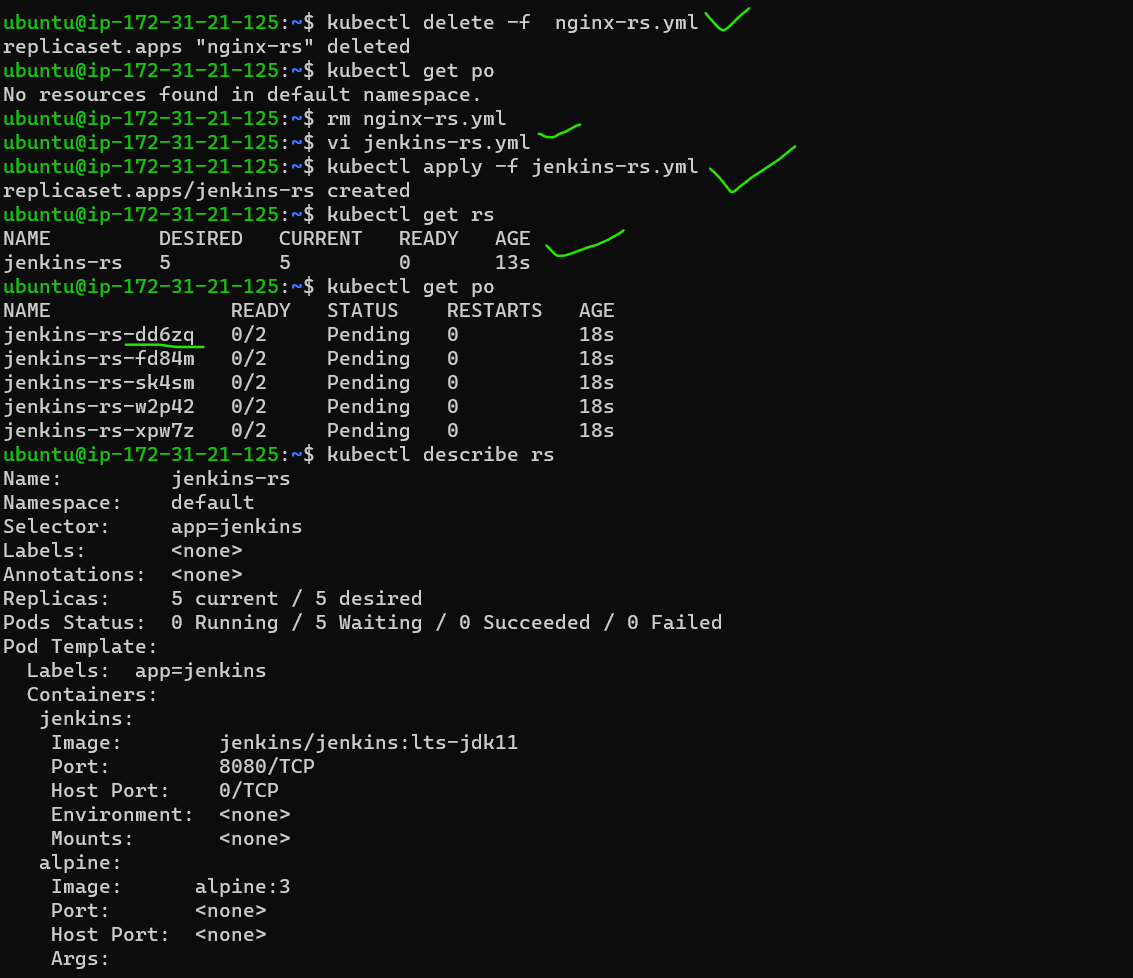 ubuntu@ip-172-31-21-125:~$ kubectl delete -f  nginx-rs.yml
replicaset.apps "nginx-rs" deleted
ubuntu@ip-172-31-21-125:~$ kubectl get po
No resources found in default namespace.
ubuntu@ip-172-31-21-125:~$ rm nginx-rs.yml
ubuntu@ip-172-31-21-125:~$ vi jenkins-rs.yml
ubuntu@ip-172-31-21-125:~$ kubectl apply -f jenkins-rs.yml
replicaset.apps/jenkins-rs created
ubuntu@ip-172-31-21-125:~$ kubectl get rs
NAME         DESIRED   CURRENT   READY   AGE
jenkins-rs   5         5         0       13s
ubuntu@ip-172-31-21-125:~$ kubectl get po
NAME               READY   STATUS    RESTARTS   AGE
jenkins-rs-dd6zq   0/2     Pending   0          18s
jenkins-rs-fd84m   0/2     Pending   0          18s
jenkins-rs-sk4sm   0/2     Pending   0          18s
jenkins-rs-w2p42   0/2     Pending   0          18s
jenkins-rs-xpw7z   0/2     Pending   0          18s
ubuntu@ip-172-31-21-125:~$ kubectl describe rs
Name:         jenkins-rs
Namespace:    default
Selector:     app=jenkins
Labels:       <none>
Annotations:  <none>
Replicas:     5 current / 5 desired
Pods Status:  0 Running / 5 Waiting / 0 Succeeded / 0 Failed
Pod Template:
  Labels:  app=jenkins
  Containers:
   jenkins:
    Image:        jenkins/jenkins:lts-jdk11
    Port:         8080/TCP
    Host Port:    0/TCP
    Environment:  <none>
    Mounts:       <none>
   alpine:
    Image:      alpine:3
    Port:       <none>
    Host Port:  <none>
    Args: